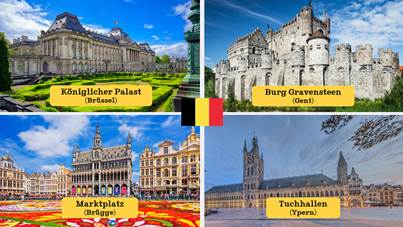 Königlicher Palast
(Brüssel)
Burg Gravensteen
(Gent)
Marktplatz
(Brügge)
Tuchhallen
(Ypern)